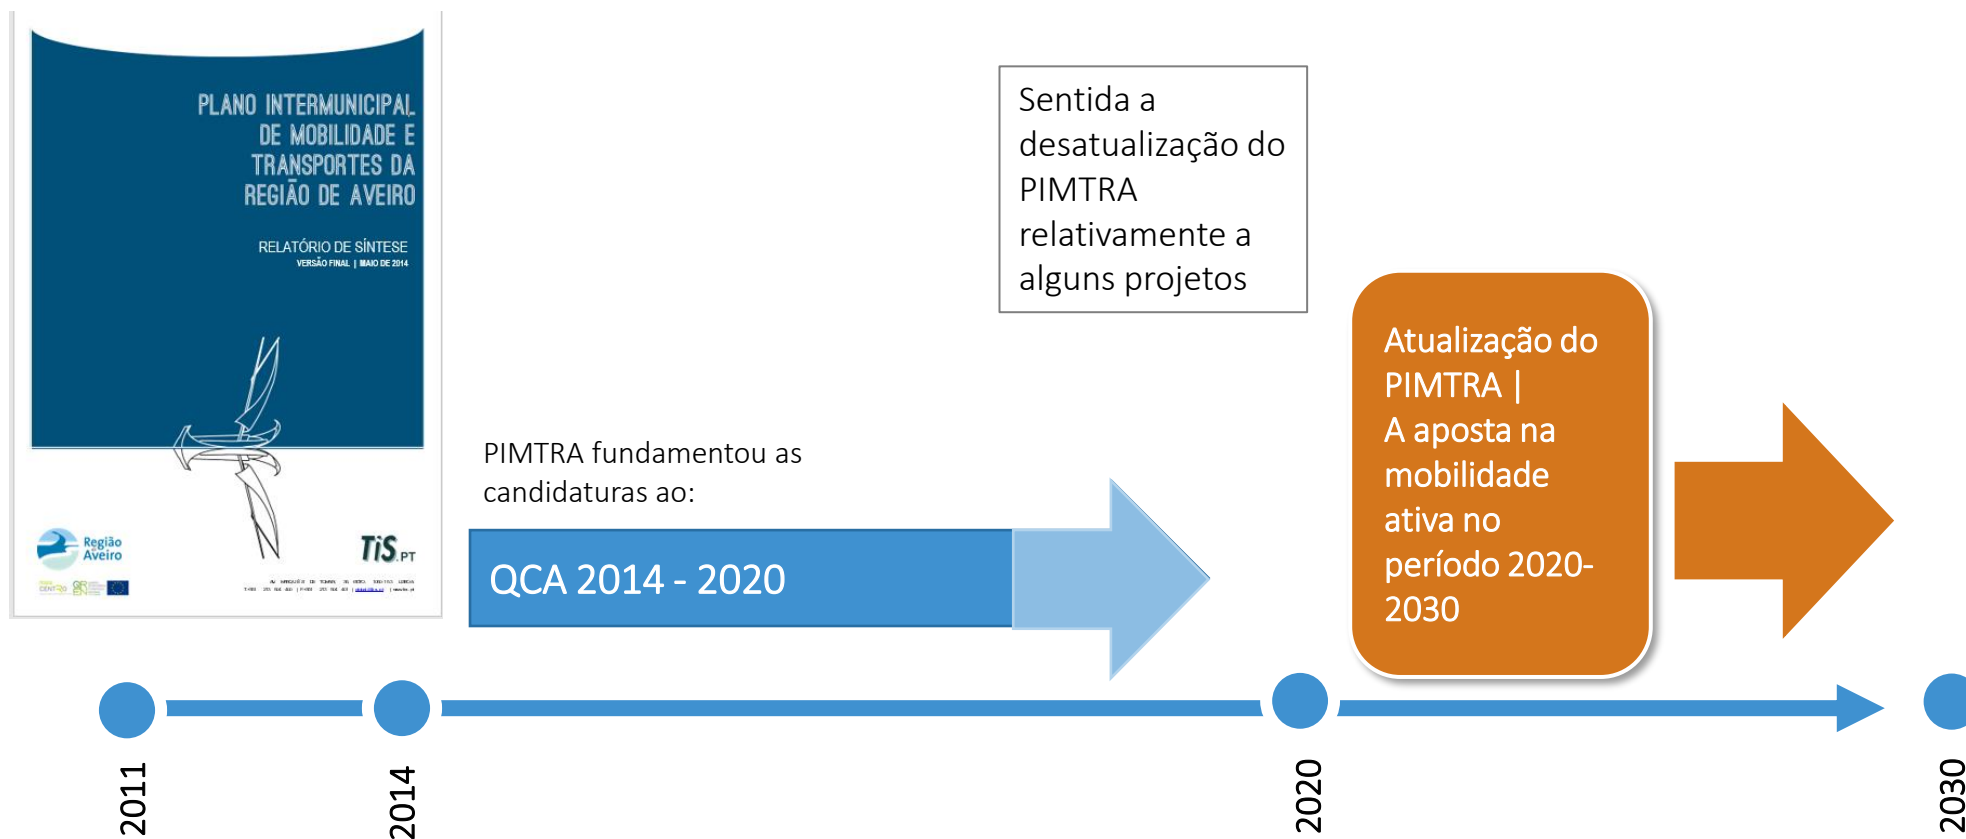 PLANO INTERMUNICIPAL
DE MOBILIDADE E
TRANSPORTES DA
REGIÃO DE AVEIRO
RELATÓRIO DE SÍNTESE
VERSÃO FINAL | MAIO DE 2014
Região
de
Aveiro
TiS.PT
CENTRO
PIMTRA fundamentou as
candidaturas ao:
QCA 2014 - 2020
Sentida a
desatualização do
PIMTRA
relativamente a
alguns projetos
Atualização do
PIMTRA |
A aposta na
mobilidade
ativa no
período 2020-
2030
2011
2014
2020
2030